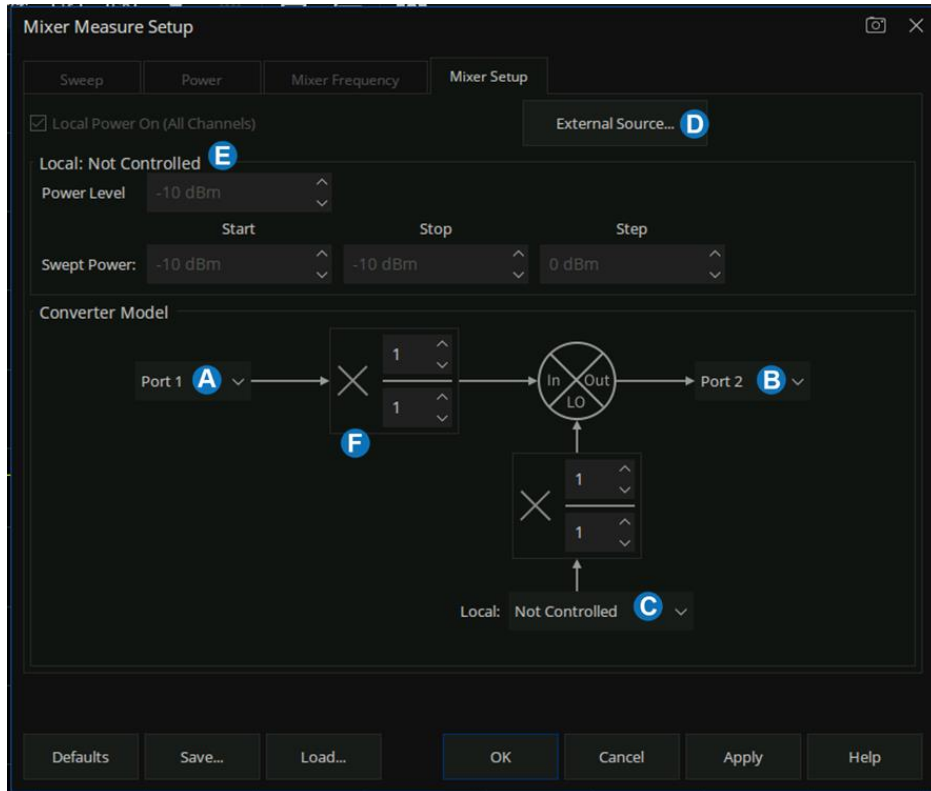 Mixer Measure Setup
Sweep Power Mixer Frequency Mixer Setup
Local Power On (All Channels)
External Source... D
Local: Not Controlled E
Power Level -10 dBm
Start Stop Step
Swept Power: -10 dBm -10 dBm 0 dBm
Converter Model
1
Port 1 A In Out LO Port 2 B
1
F
1
1
Local: Not Controlled C
Defaults Save... Load... OK Cancel Apply Help